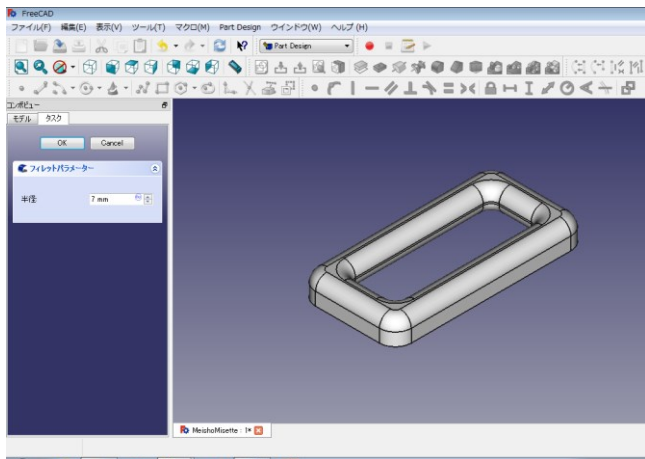 FreeCAD
ファイル(F) 編集(E) 表示(V) ツール(T) マクロ(M) Part Design ウインドウ(W) ヘルプ(H)
Part Design
コンボビュー
モデル タスク
OK Cancel
フィレットパラメーター
半径: 7 mm
MeishoMisette : 1*